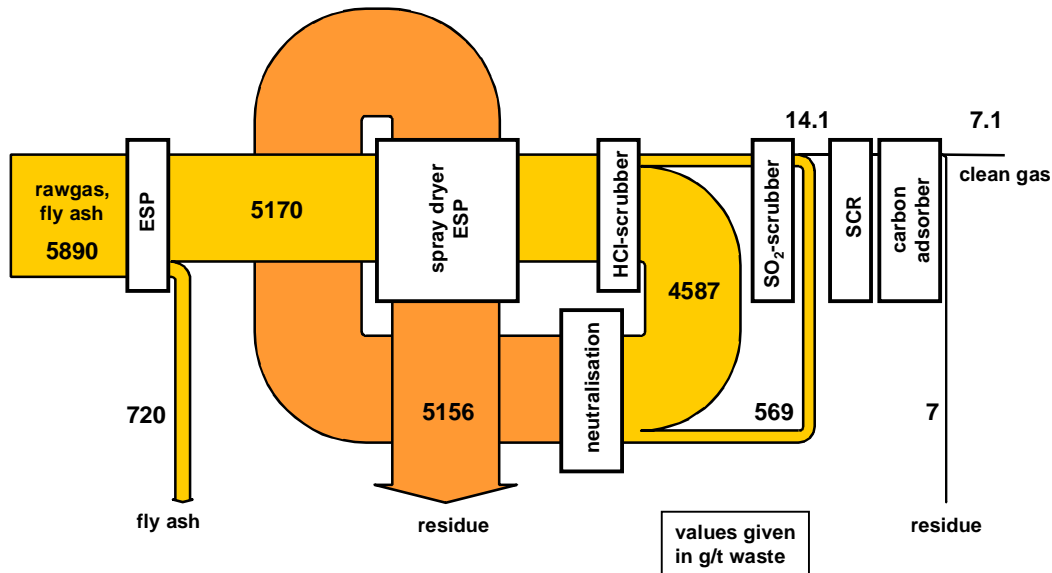 14.1
7.1
rawgas,
fly ash
5890
ESP
5170
spray dryer
ESP
HCl-scrubber
SO₂-scrubber
SCR
carbon
adsorber
clean gas
4587
neutralisation
720
5156
569
7
fly ash
residue
values given
in g/t waste
residue